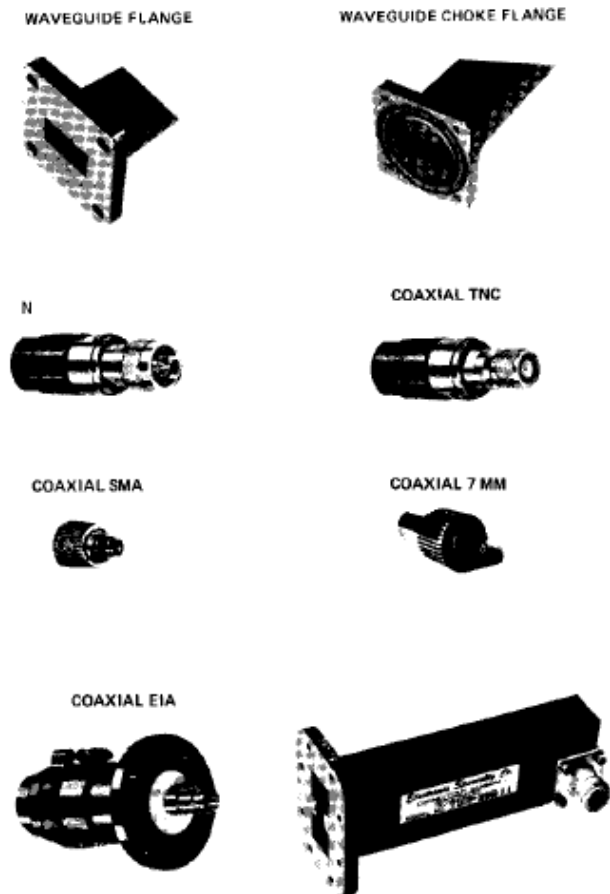 WAVEGUIDE FLANGE
WAVEGUIDE CHOKE FLANGE
N
COAXIAL TNC
COAXIAL SMA
COAXIAL 7 MM
COAXIAL EIA